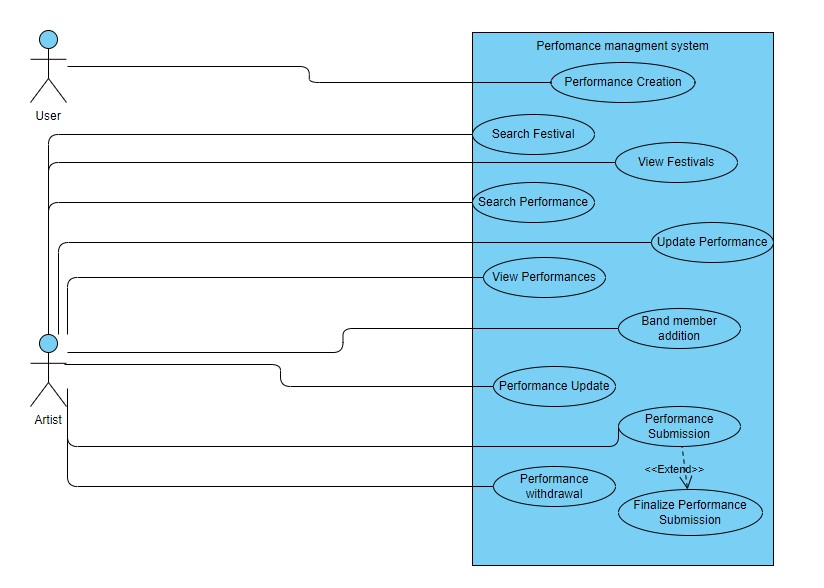 Perfomance managment system
Performance Creation
User
Search Festival
View Festivals
Search Performance
Update Performance
View Performances
Band member
addition
Performance Update
Artist
Performance
Submission
<<Extend>>
Performance
withdrawal
Finalize Performance
Submission